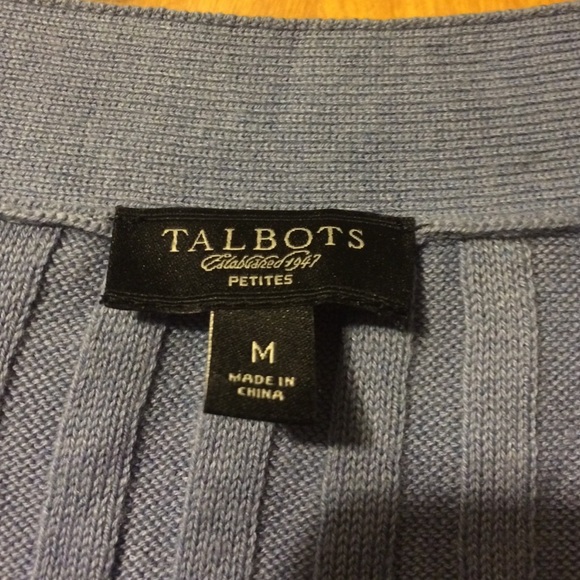 TALBOTS
Established 1947
PETITES
M
MADE IN
CHINA